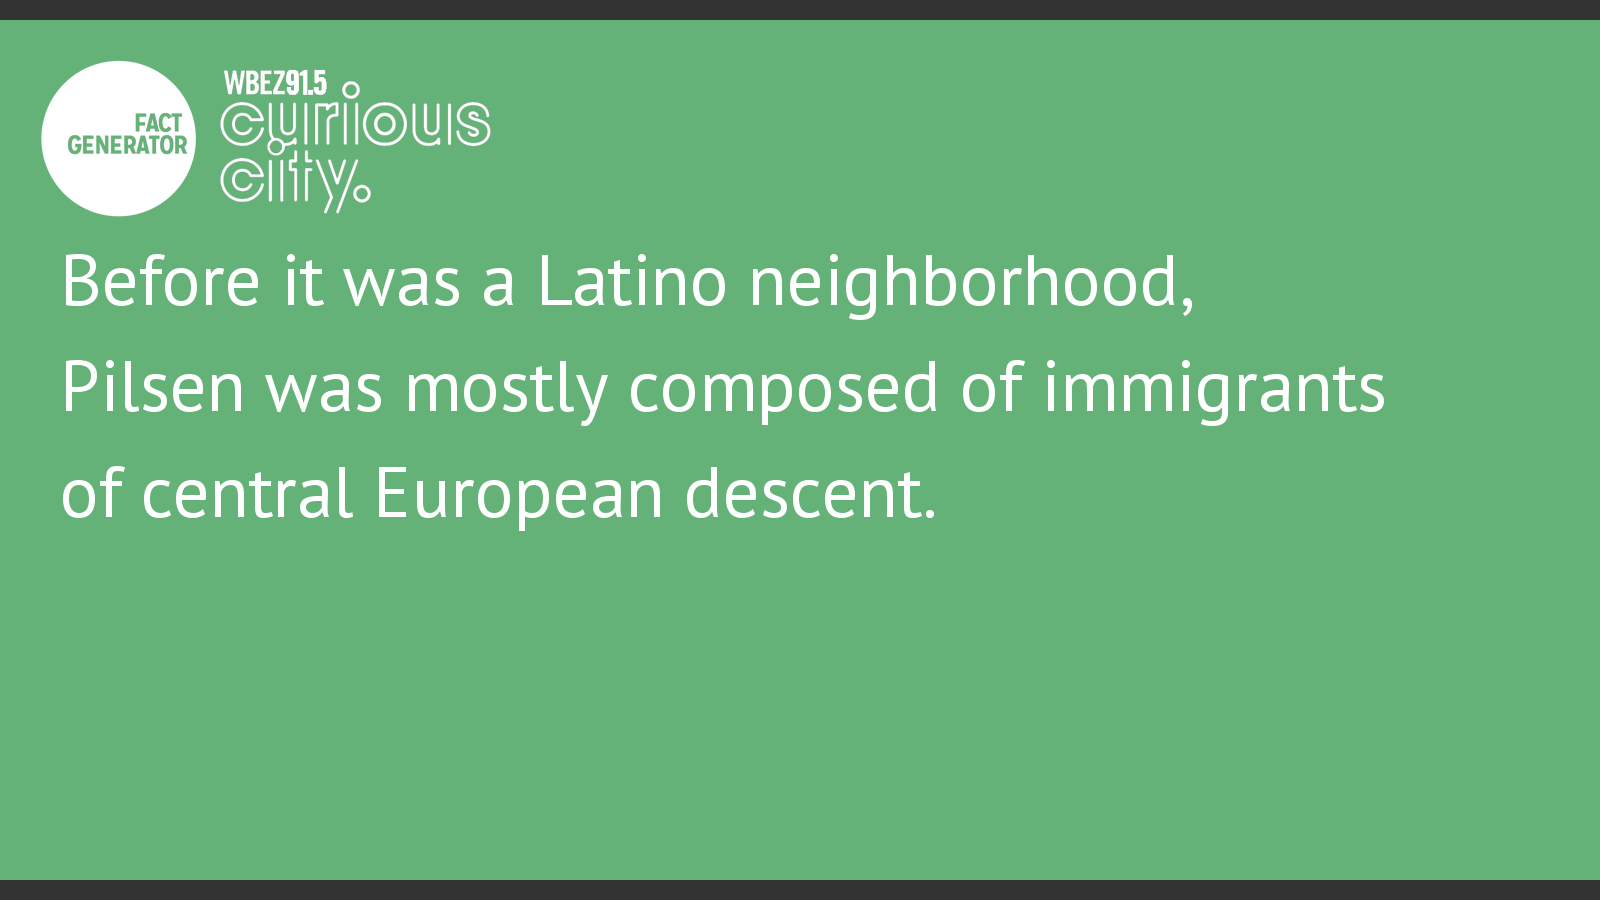 FACT
GENERATOR
WBEZ91.5
curious
city.
Before it was a Latino neighborhood,
Pilsen was mostly composed of immigrants
of central European descent.